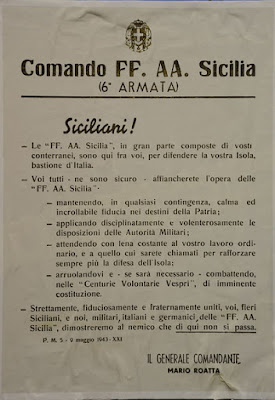 Comando FF. AA. Sicilia
(6ª ARMATA)
Siciliani!
— Le "FF. AA. Sicilia", in gran parte composte di vostri
conterranei, sono qui fra voi, per difendere la vostra Isola,
bastione d'Italia.
— Voi tutti - ne sono sicuro - affiancherete l'opera delle
"FF. AA. Sicilia":
— mantenendo, in qualsiasi contingenza, calma ed
incrollabile fiducia nei destini della Patria;
— applicando disciplinatamente e volenterosamente le
disposizioni delle Autorità Militari;
— attendendo con lena costante al vostro lavoro ordi-
nario, e a quello cui sarete chiamati per rafforzare
sempre più la difesa dell'Isola;
— arruolandovi e - se sarà necessario - combattendo,
nelle "Centurie Volontarie Vespri", di imminente
costituzione.
— Strettamente, fiduciosamente e fraternamente uniti, voi, fieri
Siciliani, e noi, militari, italiani e germanici, delle "FF. AA.
Sicilia", dimostreremo al nemico che di qui non si passa.
P. M. 5 - 9 maggio 1943-XXI
IL GENERALE COMANDANTE
MARIO ROATTA